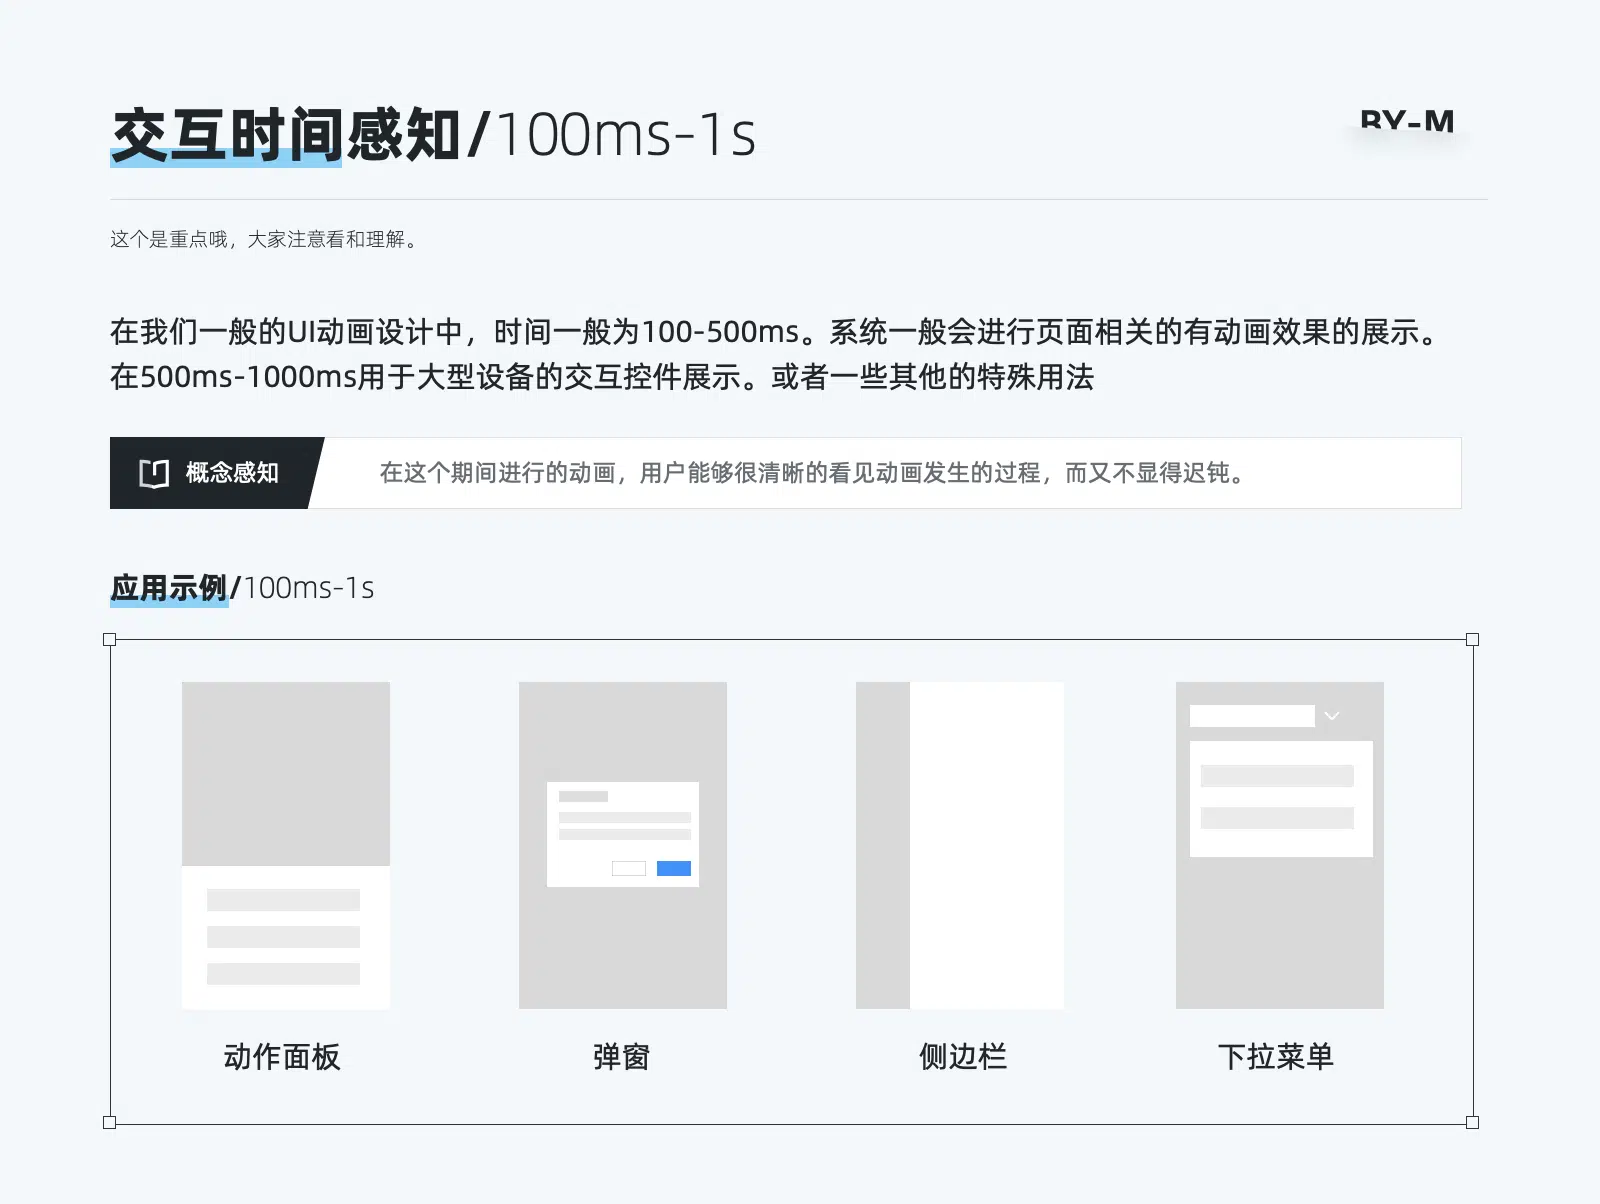 交互时间感知/100ms-1s
BY-M
这个是重点哦，大家注意看和理解。
在我们一般的UI动画设计中，时间一般为100-500ms。系统一般会进行页面相关的有动画效果的展示。
在500ms-1000ms用于大型设备的交互控件展示。或者一些其他的特殊用法
概念感知
在这个期间进行的动画，用户能够很清晰的看见动画发生的过程，而又不显得迟钝。
应用示例/100ms-1s
动作面板
弹窗
侧边栏
下拉菜单